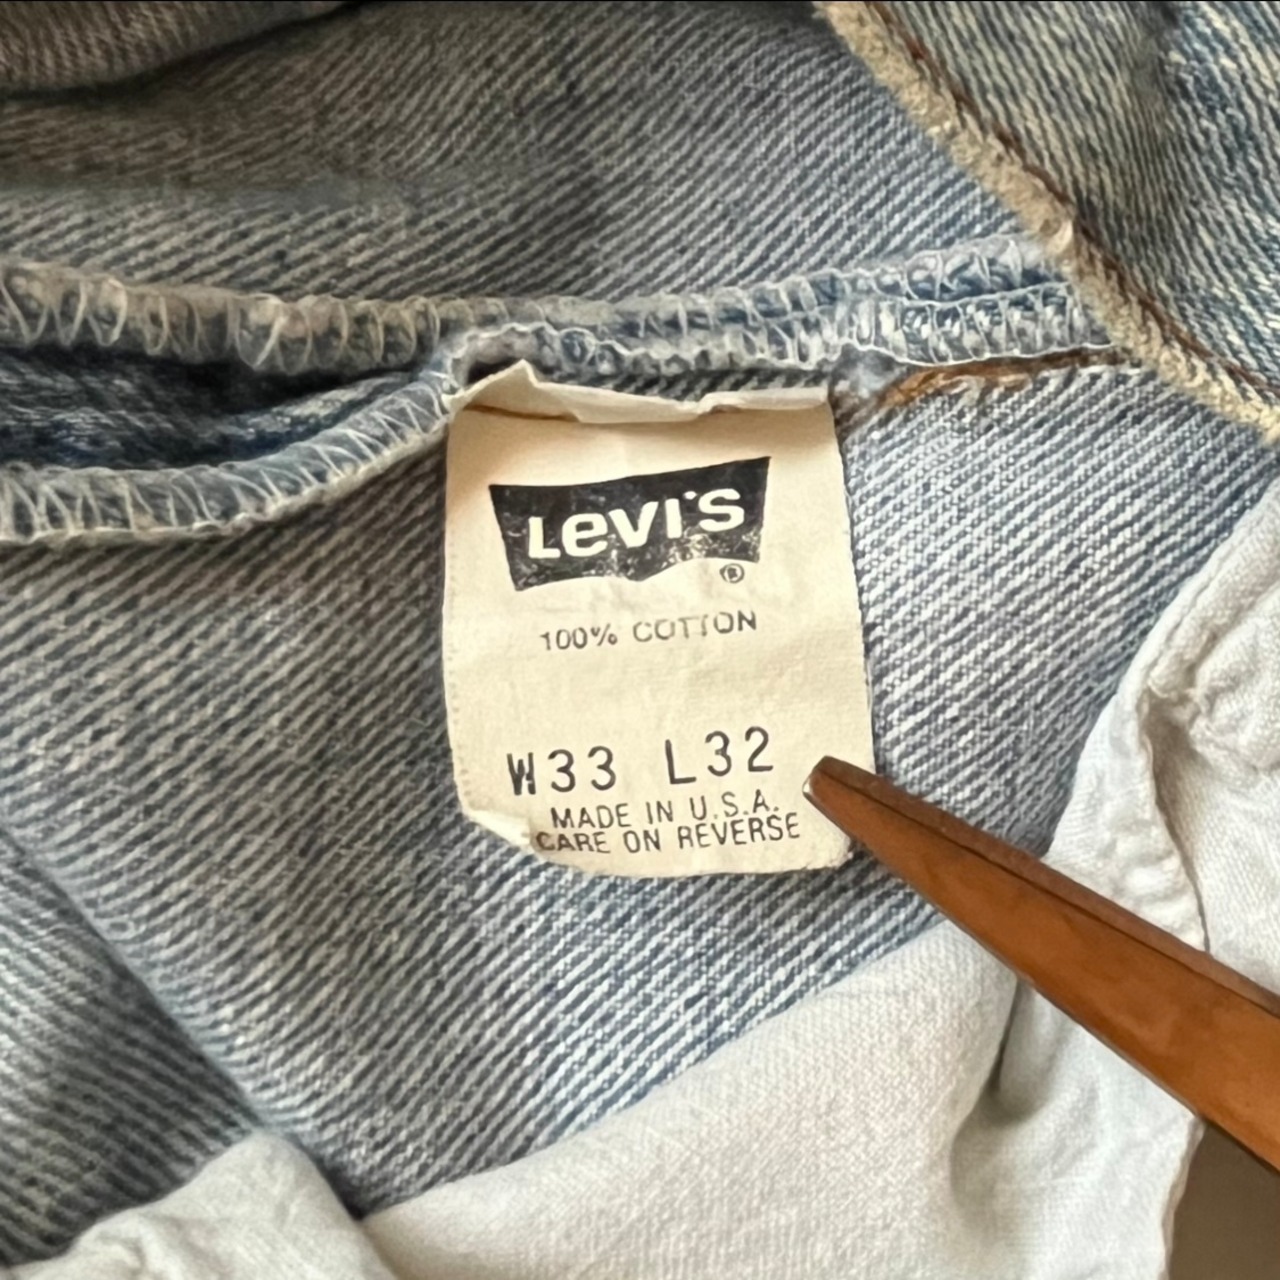 Levi's
®
100% COTTON
W33 L32
MADE IN U.S.A.
CARE ON REVERSE